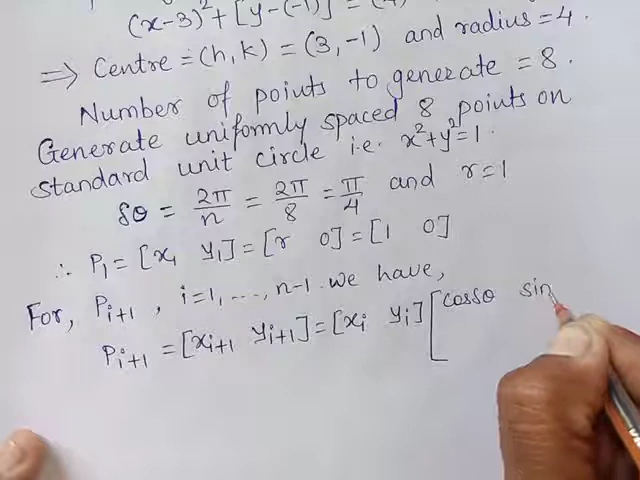 (x-3)² + [y-(-1)]² = (4)
⇒ Centre = (h, k) = (3, -1) and radius = 4.
Number of points to generate = 8.
Generate uniformly spaced 8 points on
standard unit circle i.e. x²+y²=1.
δθ = 2π/n = 2π/8 = π/4 and r=1
∴ P₁ = [x₁ y₁] = [r 0] = [1 0]
For, Pᵢ₊₁, i=1, ..., n-1. we have,
Pᵢ₊₁ = [xᵢ₊₁ yᵢ₊₁] = [xᵢ yᵢ] [cosδθ sin